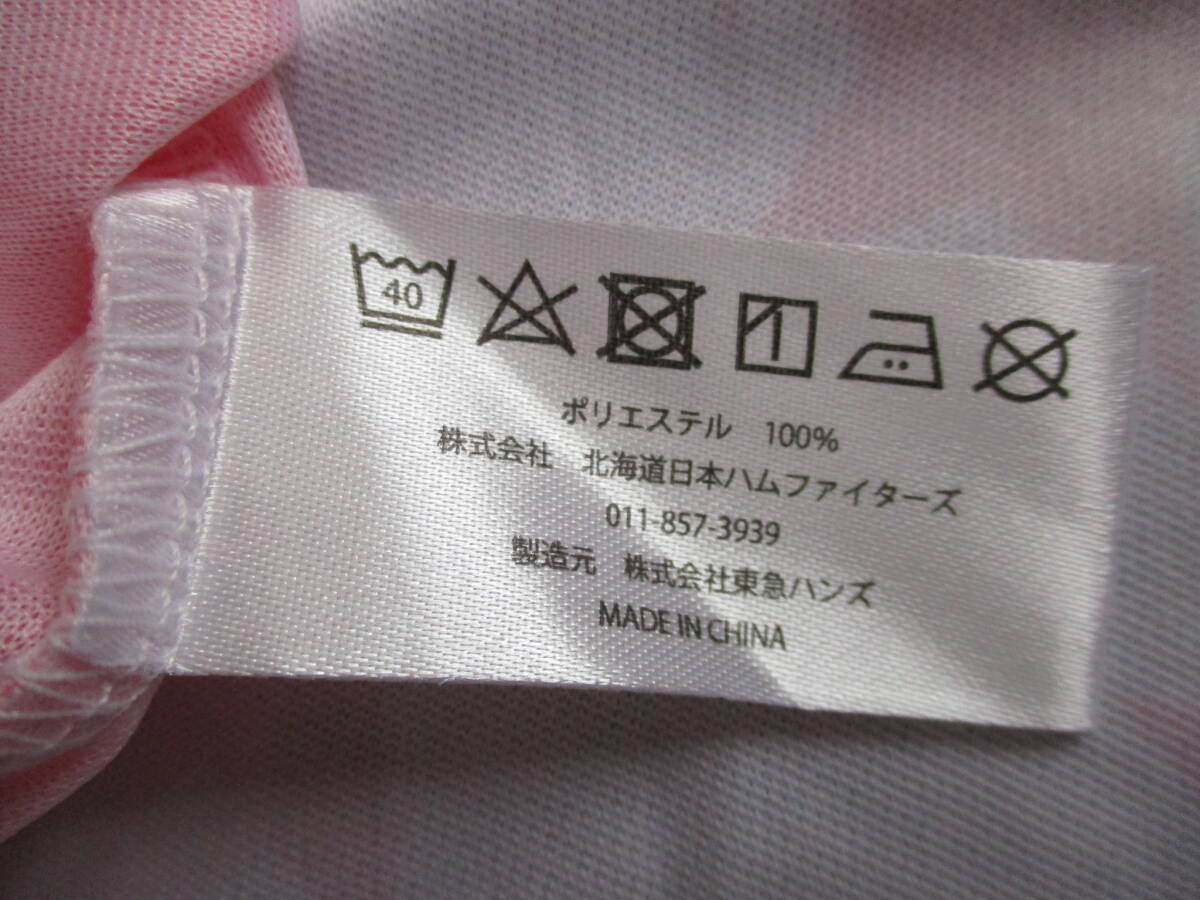 40
ポリエステル 100%
株式会社 北海道日本ハムファイターズ
011-857-3939
製造元 株式会社東急ハンズ
MADE IN CHINA